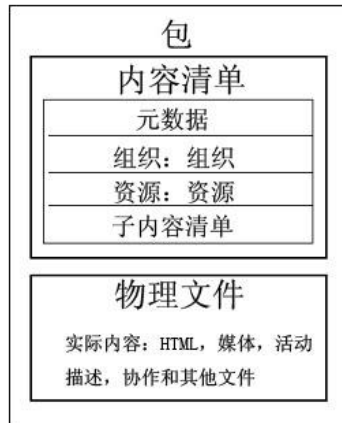 包
内容清单
元数据
组织：组织
资源：资源
子内容清单
物理文件
实际内容：HTML，媒体，活动
描述，协作和其他文件